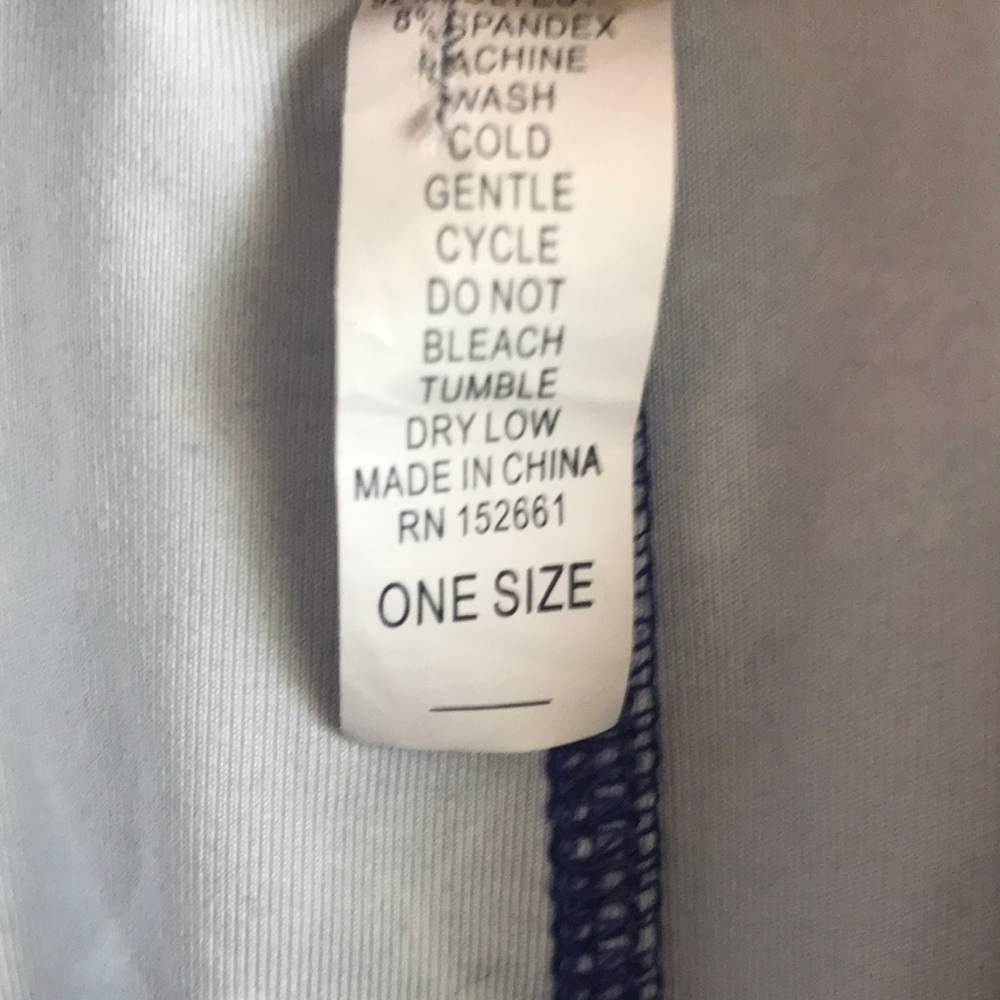 8% SPANDEX
MACHINE
WASH
COLD
GENTLE
CYCLE
DO NOT
BLEACH
TUMBLE
DRY LOW
MADE IN CHINA
RN 152661
ONE SIZE